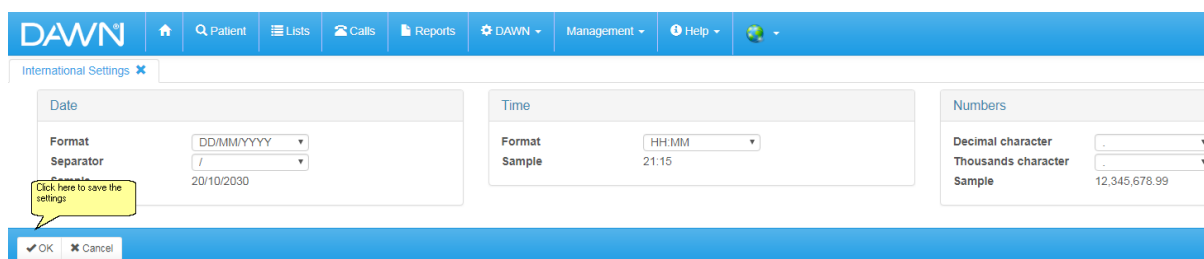 DAWN Patient Lists Calls Reports DAWN Management Help
International Settings
Date
Format DD/MM/YYYY
Separator /
Sample 20/10/2030
Time
Format HH:MM
Sample 21:15
Numbers
Decimal character .
Thousands character .
Sample 12,345,678.99
Click here to save the
settings
OK Cancel